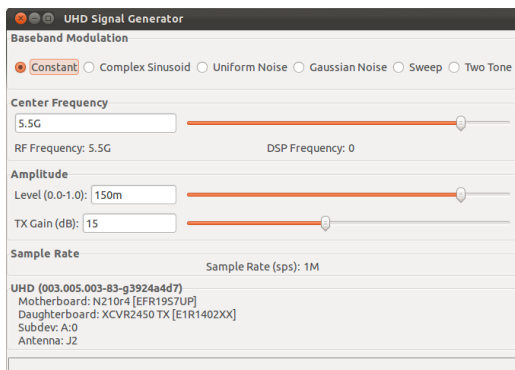 UHD Signal Generator
Baseband Modulation
Constant Complex Sinusoid Uniform Noise Gaussian Noise Sweep Two Tone
Center Frequency
5.5G
RF Frequency: 5.5G DSP Frequency: 0
Amplitude
Level (0.0-1.0): 150m
TX Gain (dB): 15
Sample Rate
Sample Rate (sps): 1M
UHD (003.005.003-83-g3924a4d7)
Motherboard: N210r4 [EFR19S7UP]
Daughterboard: XCVR2450 TX [E1R1402XX]
Subdev: A:0
Antenna: J2